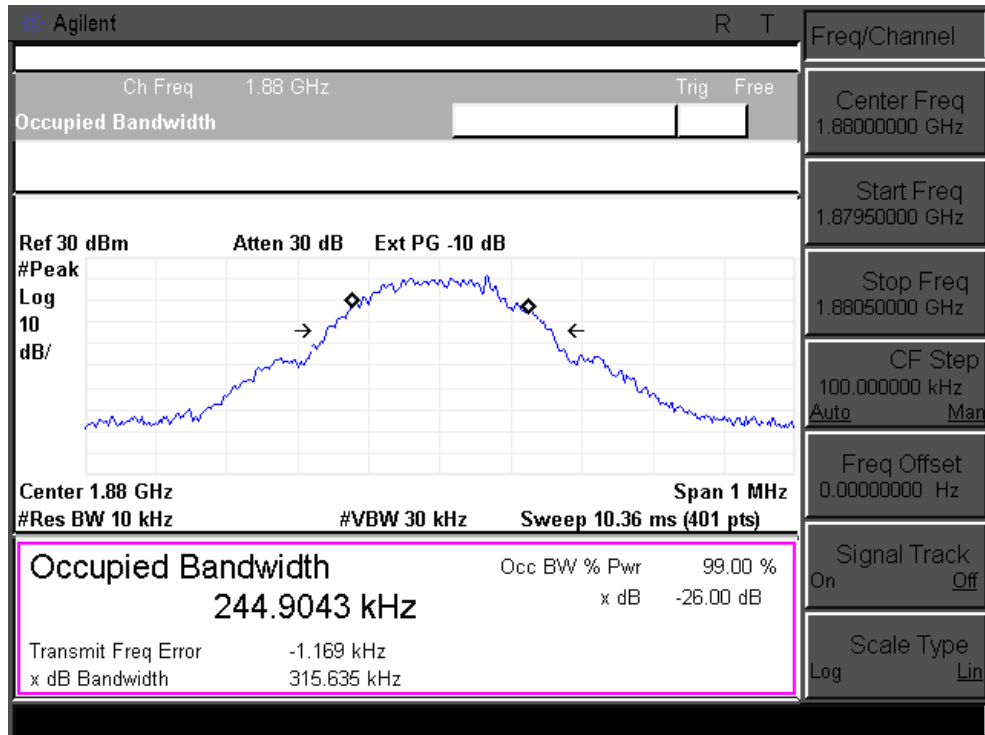 Agilent R T
Ch Freq 1.88 GHz Trig Free
Occupied Bandwidth
Ref 30 dBm Atten 30 dB Ext PG -10 dB
#Peak
Log
10
dB/
Center 1.88 GHz Span 1 MHz
#Res BW 10 kHz #VBW 30 kHz Sweep 10.36 ms (401 pts)
Occupied Bandwidth Occ BW % Pwr 99.00 %
244.9043 kHz x dB -26.00 dB
Transmit Freq Error -1.169 kHz
x dB Bandwidth 315.635 kHz
Freq/Channel
Center Freq
1.88000000 GHz
Start Freq
1.87950000 GHz
Stop Freq
1.88050000 GHz
CF Step
100.000000 kHz
Auto Man
Freq Offset
0.00000000 Hz
Signal Track
On Off
Scale Type
Log Lin